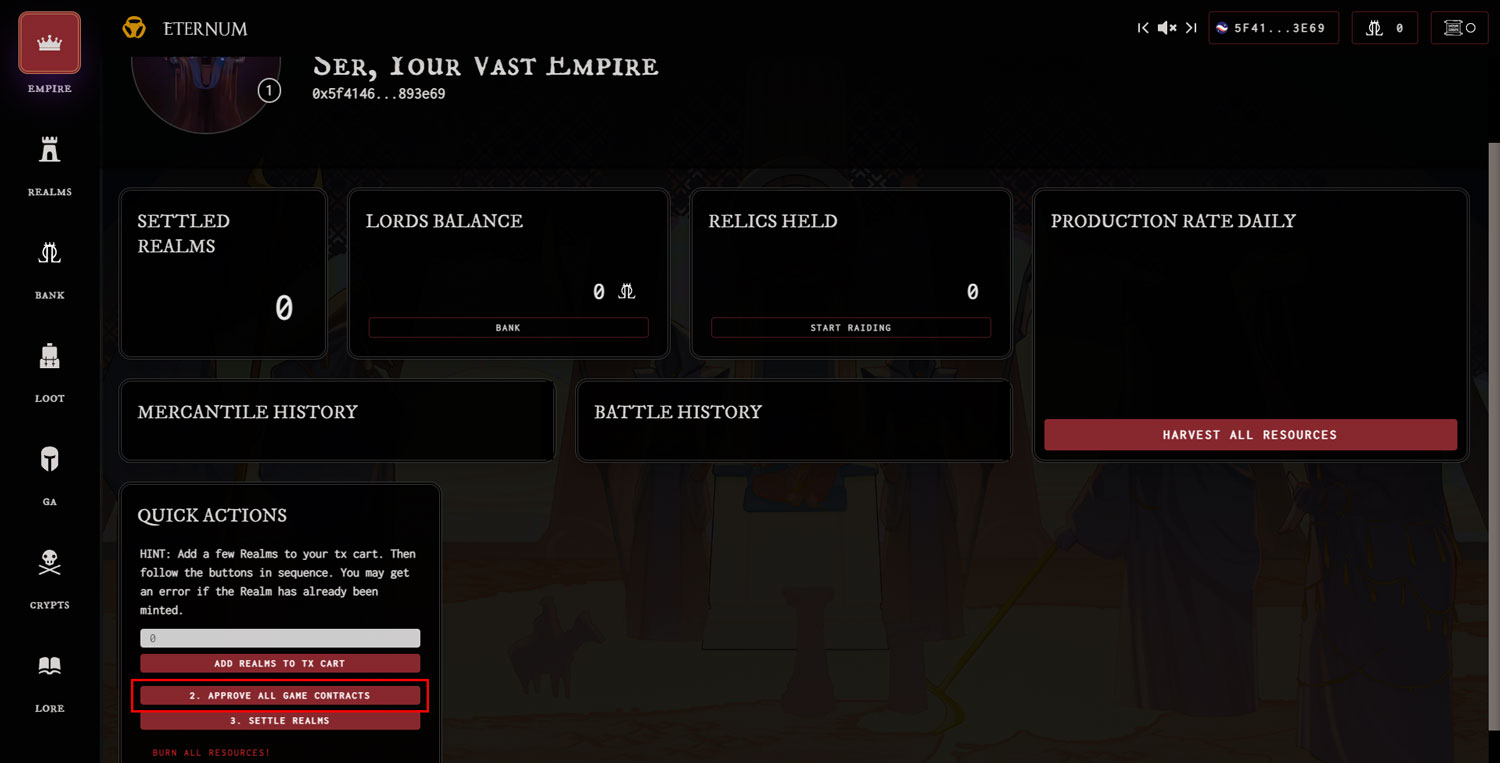 ETERNUM
5F41...3E69
0
EMPIRE
SER, YOUR VAST EMPIRE
0x5f4146...893e69
1
REALMS
BANK
LOOT
GA
CRYPTS
LORE
SETTLED
REALMS
0
LORDS BALANCE
0
BANK
RELICS HELD
0
START RAIDING
PRODUCTION RATE DAILY
HARVEST ALL RESOURCES
MERCANTILE HISTORY
BATTLE HISTORY
QUICK ACTIONS
HINT: Add a few Realms to your tx cart. Then
follow the buttons in sequence. You may get
an error if the Realm has already been
minted.
0
ADD REALMS TO TX CART
2. APPROVE ALL GAME CONTRACTS
3. SETTLE REALMS
BURN ALL RESOURCES!